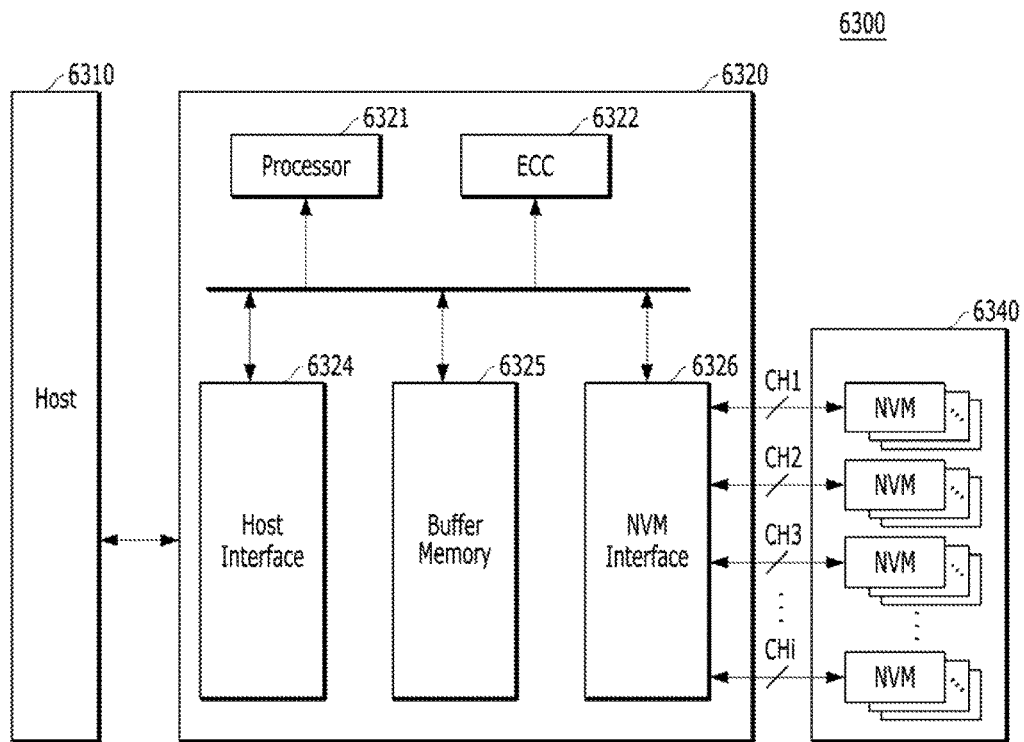 6300
6310
6320
6321
6322
Processor
ECC
6340
6324
6325
6326
CH1
NVM
Host
CH2
NVM
Host
Interface
Buffer
Memory
NVM
Interface
CH3
NVM
CHi
NVM